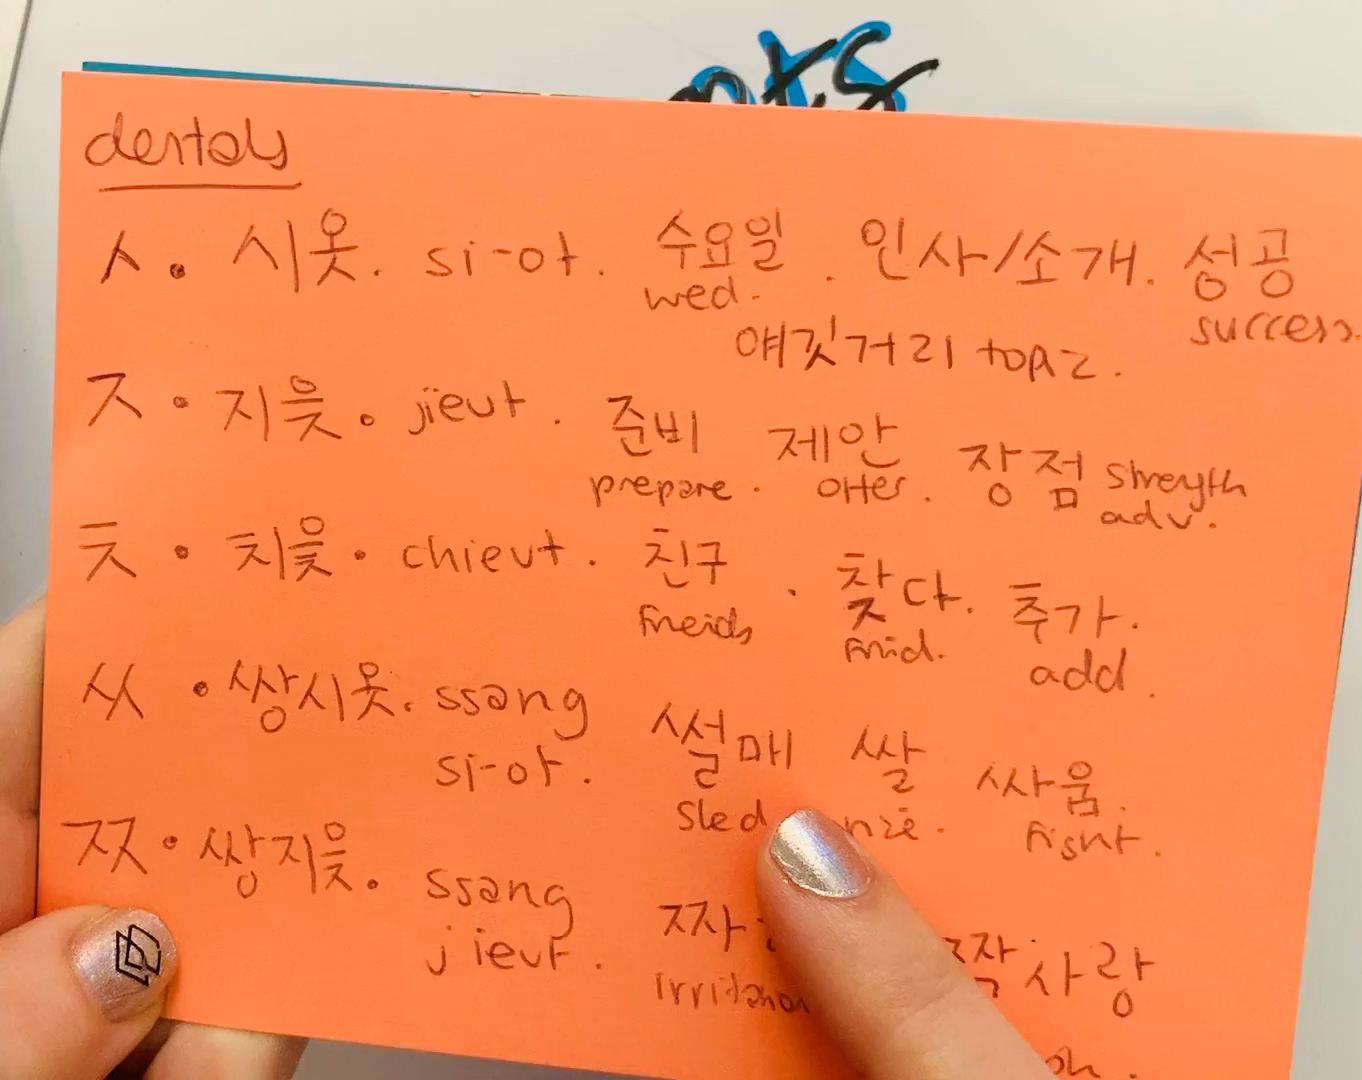 dentals
ㅅ. 시옷. si-ot. 수요일. 인사/소개. 성공
wed. success.
얘깃거리 topic.
ㅈ. 지읒. jieut. 준비 제안 장점 strength
prepare. offer. adv.
ㅊ. 치읓. chieut. 친구. 찾다. 추가.
friends find. add.
ㅆ. 쌍시옷. ssang 썰매 쌀 싸움.
si-ot. sled fight.
ㅉ. 쌍지읒. ssang 짜 짝사랑
jieut. irritation